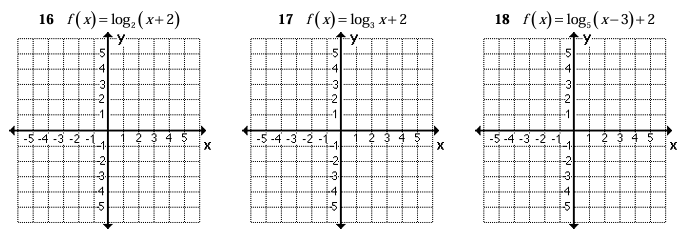 16 f(x)=log₂(x+2) 17 f(x)=log₃ x+2 18 f(x)=log₅(x−3)+2
y y y
5 5 5
4 4 4
3 3 3
2 2 2
1 1 1
-5 -4 -3 -2 -1 1 2 3 4 5 x -5 -4 -3 -2 -1 1 2 3 4 5 x -5 -4 -3 -2 -1 1 2 3 4 5 x
-1 -1 -1
-2 -2 -2
-3 -3 -3
-4 -4 -4
-5 -5 -5